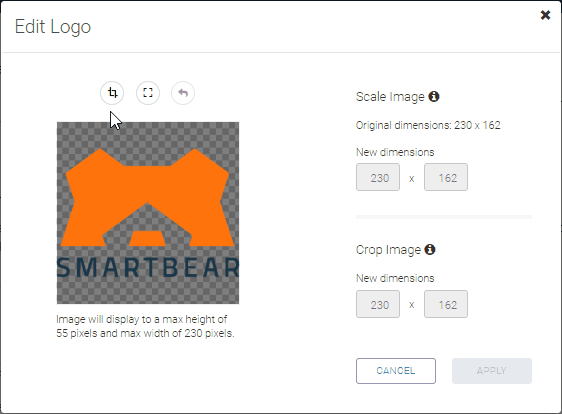 Edit Logo
Scale Image
Original dimensions: 230 x 162
New dimensions
230 x 162
SMARTBEAR
Image will display to a max height of
55 pixels and max width of 230 pixels.
Crop Image
New dimensions
230 x 162
CANCEL
APPLY